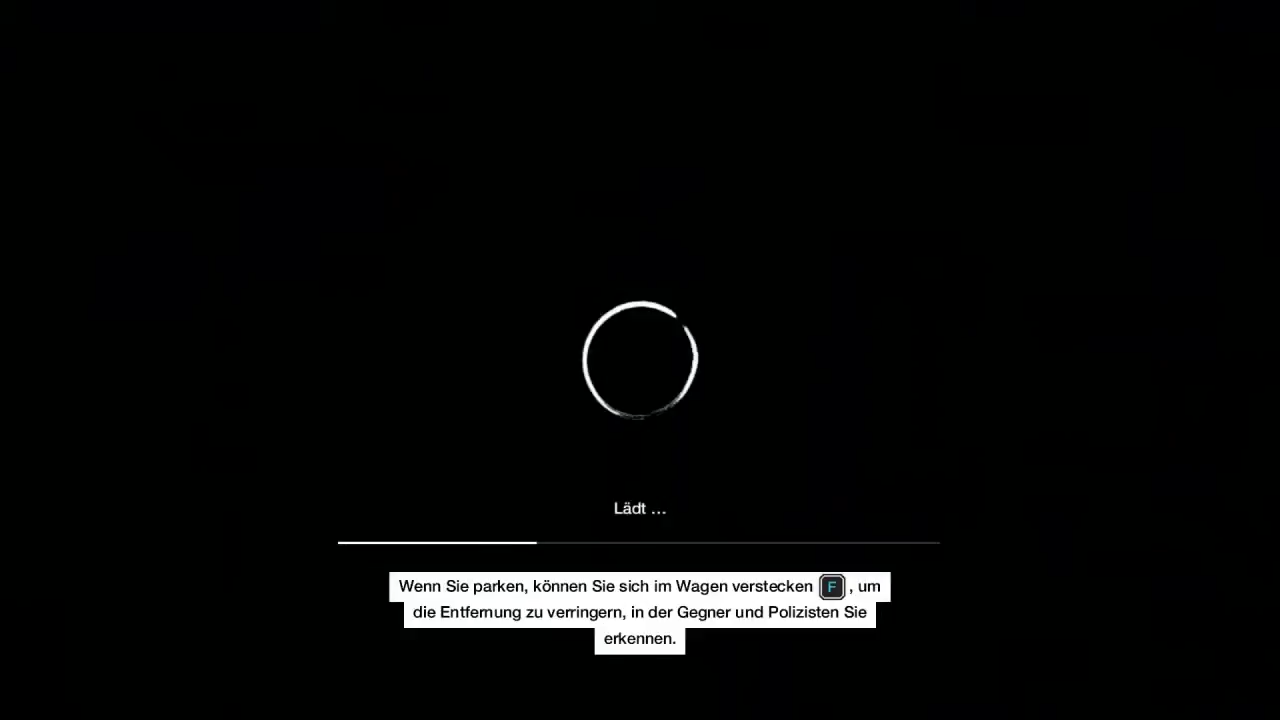 Lädt ...
Wenn Sie parken, können Sie sich im Wagen verstecken F , um
die Entfernung zu verringern, in der Gegner und Polizisten Sie
erkennen.